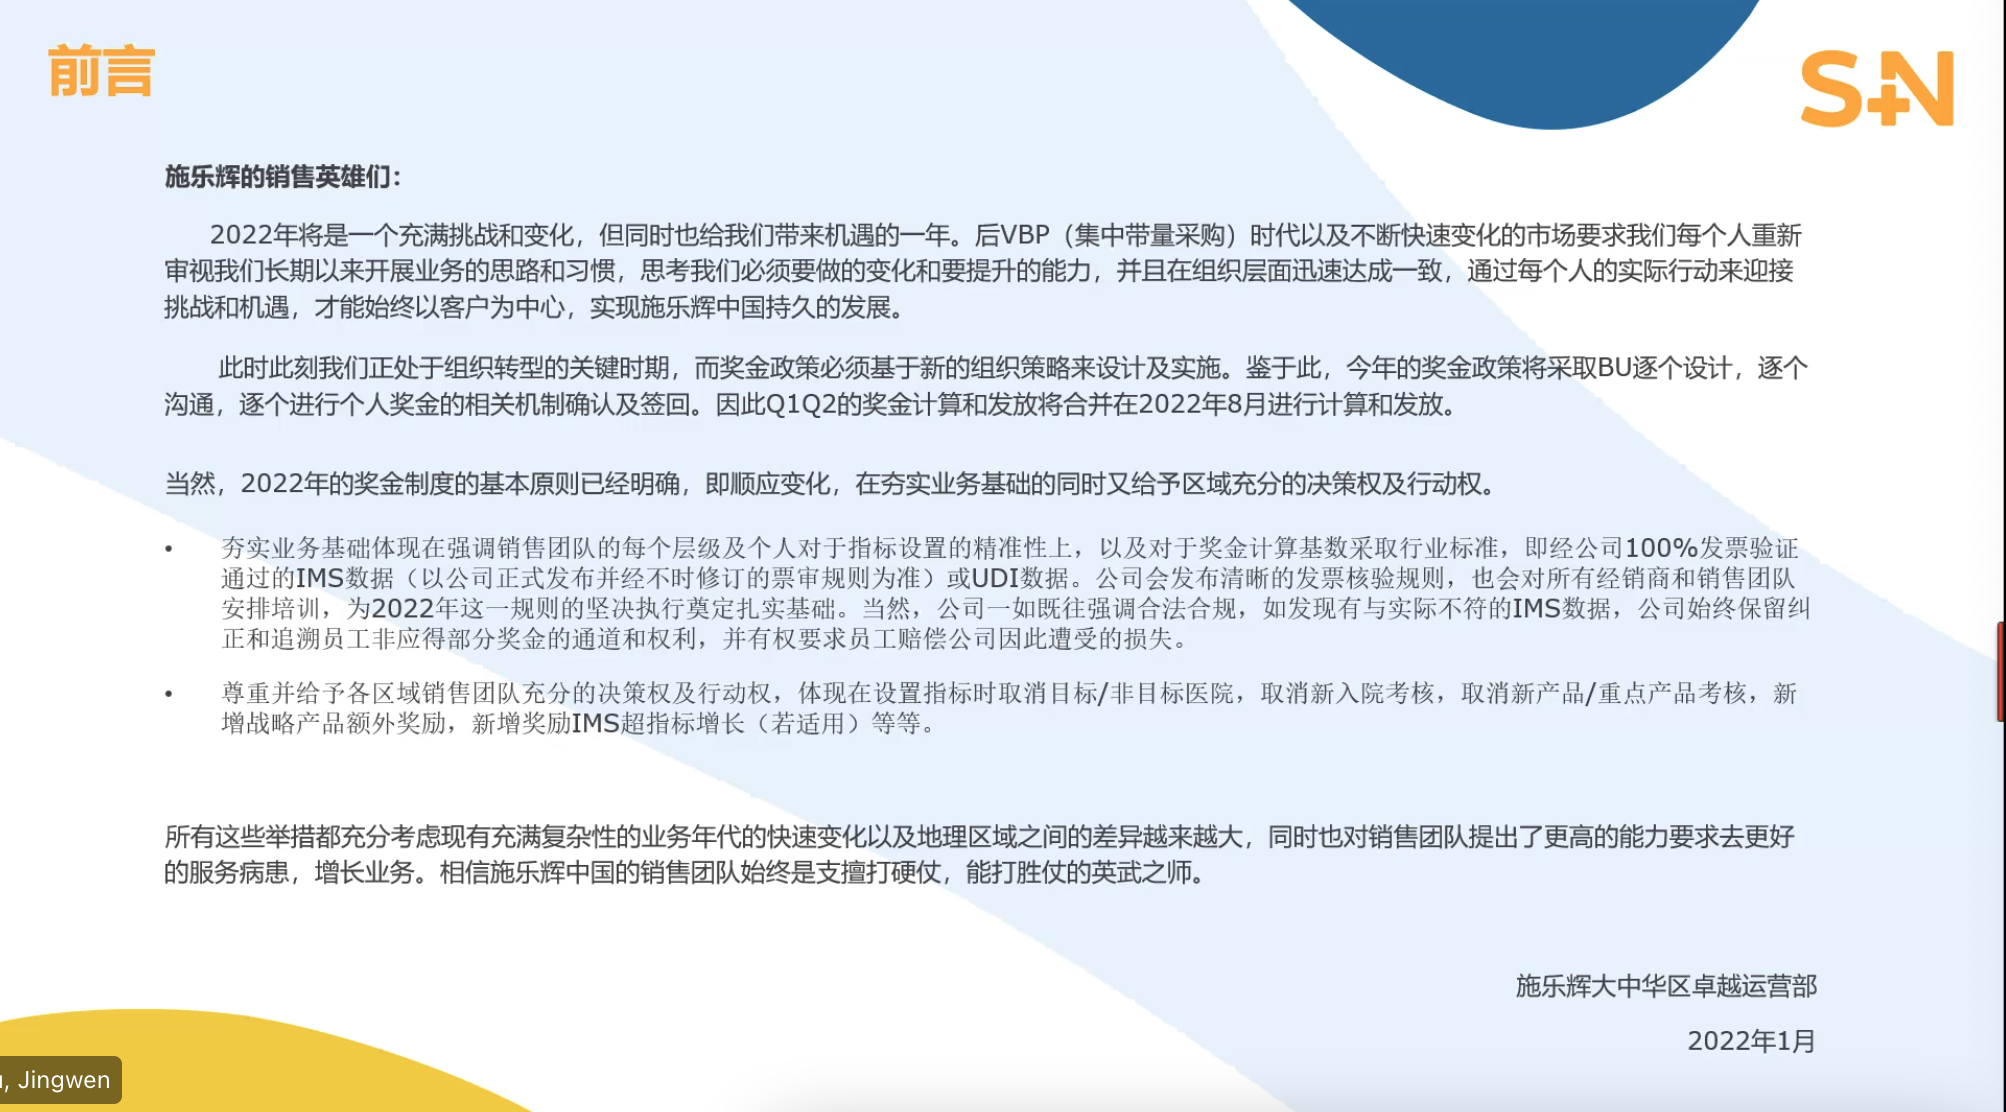 前言
S+N
施乐辉的销售英雄们：
2022年将是一个充满挑战和变化，但同时也给我们带来机遇的一年。后VBP（集中带量采购）时代以及不断快速变化的市场要求我们每个人重新
审视我们长期以来开展业务的思路和习惯，思考我们必须要做的变化和要提升的能力，并且在组织层面迅速达成一致，通过每个人的实际行动来迎接
挑战和机遇，才能始终以客户为中心，实现施乐辉中国持久的发展。
此时此刻我们正处于组织转型的关键时期，而奖金政策必须基于新的组织策略来设计及实施。鉴于此，今年的奖金政策将采取BU逐个设计，逐个
沟通，逐个进行个人奖金的相关机制确认及签回。因此Q1Q2的奖金计算和发放将合并在2022年8月进行计算和发放。
当然，2022年的奖金制度的基本原则已经明确，即顺应变化，在夯实业务基础的同时又给予区域充分的决策权及行动权。
• 夯实业务基础体现在强调销售团队的每个层级及个人对于指标设置的精准性上，以及对于奖金计算基数采取行业标准，即经公司100%发票验证
通过的IMS数据（以公司正式发布并经不时修订的票审规则为准）或UDI数据。公司会发布清晰的发票核验规则，也会对所有经销商和销售团队
安排培训，为2022年这一规则的坚决执行奠定扎实基础。当然，公司一如既往强调合法合规，如发现有与实际不符的IMS数据，公司始终保留纠
正和追溯员工非应得部分奖金的通道和权利，并有权要求员工赔偿公司因此遭受的损失。
• 尊重并给予各区域销售团队充分的决策权及行动权，体现在设置指标时取消目标/非目标医院，取消新入院考核，取消新产品/重点产品考核，新
增战略产品额外奖励，新增奖励IMS超指标增长（若适用）等等。
所有这些举措都充分考虑现有充满复杂性的业务年代的快速变化以及地理区域之间的差异越来越大，同时也对销售团队提出了更高的能力要求去更好
的服务病患，增长业务。相信施乐辉中国的销售团队始终是支擅打硬仗，能打胜仗的英武之师。
施乐辉大中华区卓越运营部
2022年1月
, Jingwen